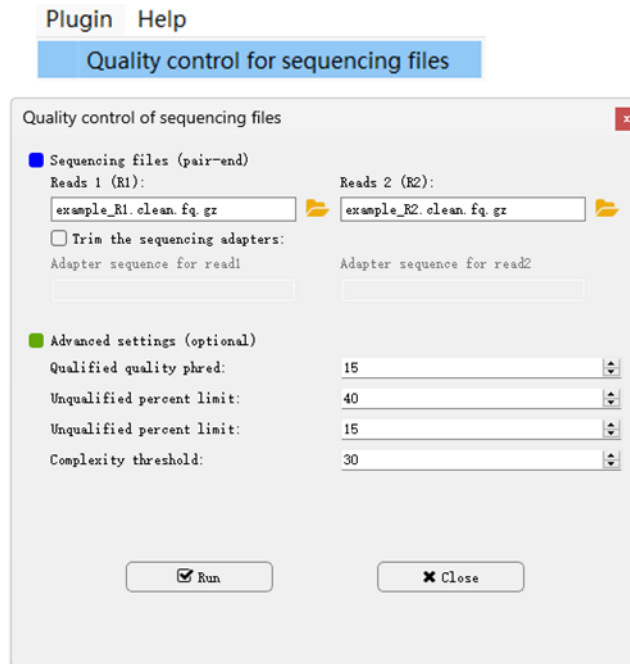 Plugin Help
Quality control for sequencing files
Quality control of sequencing files x
Sequencing files (pair-end)
Reads 1 (R1): Reads 2 (R2):
example_R1.clean.fq.gz example_R2.clean.fq.gz
Trim the sequencing adapters:
Adapter sequence for read1 Adapter sequence for read2
Advanced settings (optional)
Qualified quality phred: 15
Unqualified percent limit: 40
Unqualified percent limit: 15
Complexity threshold: 30
Run Close